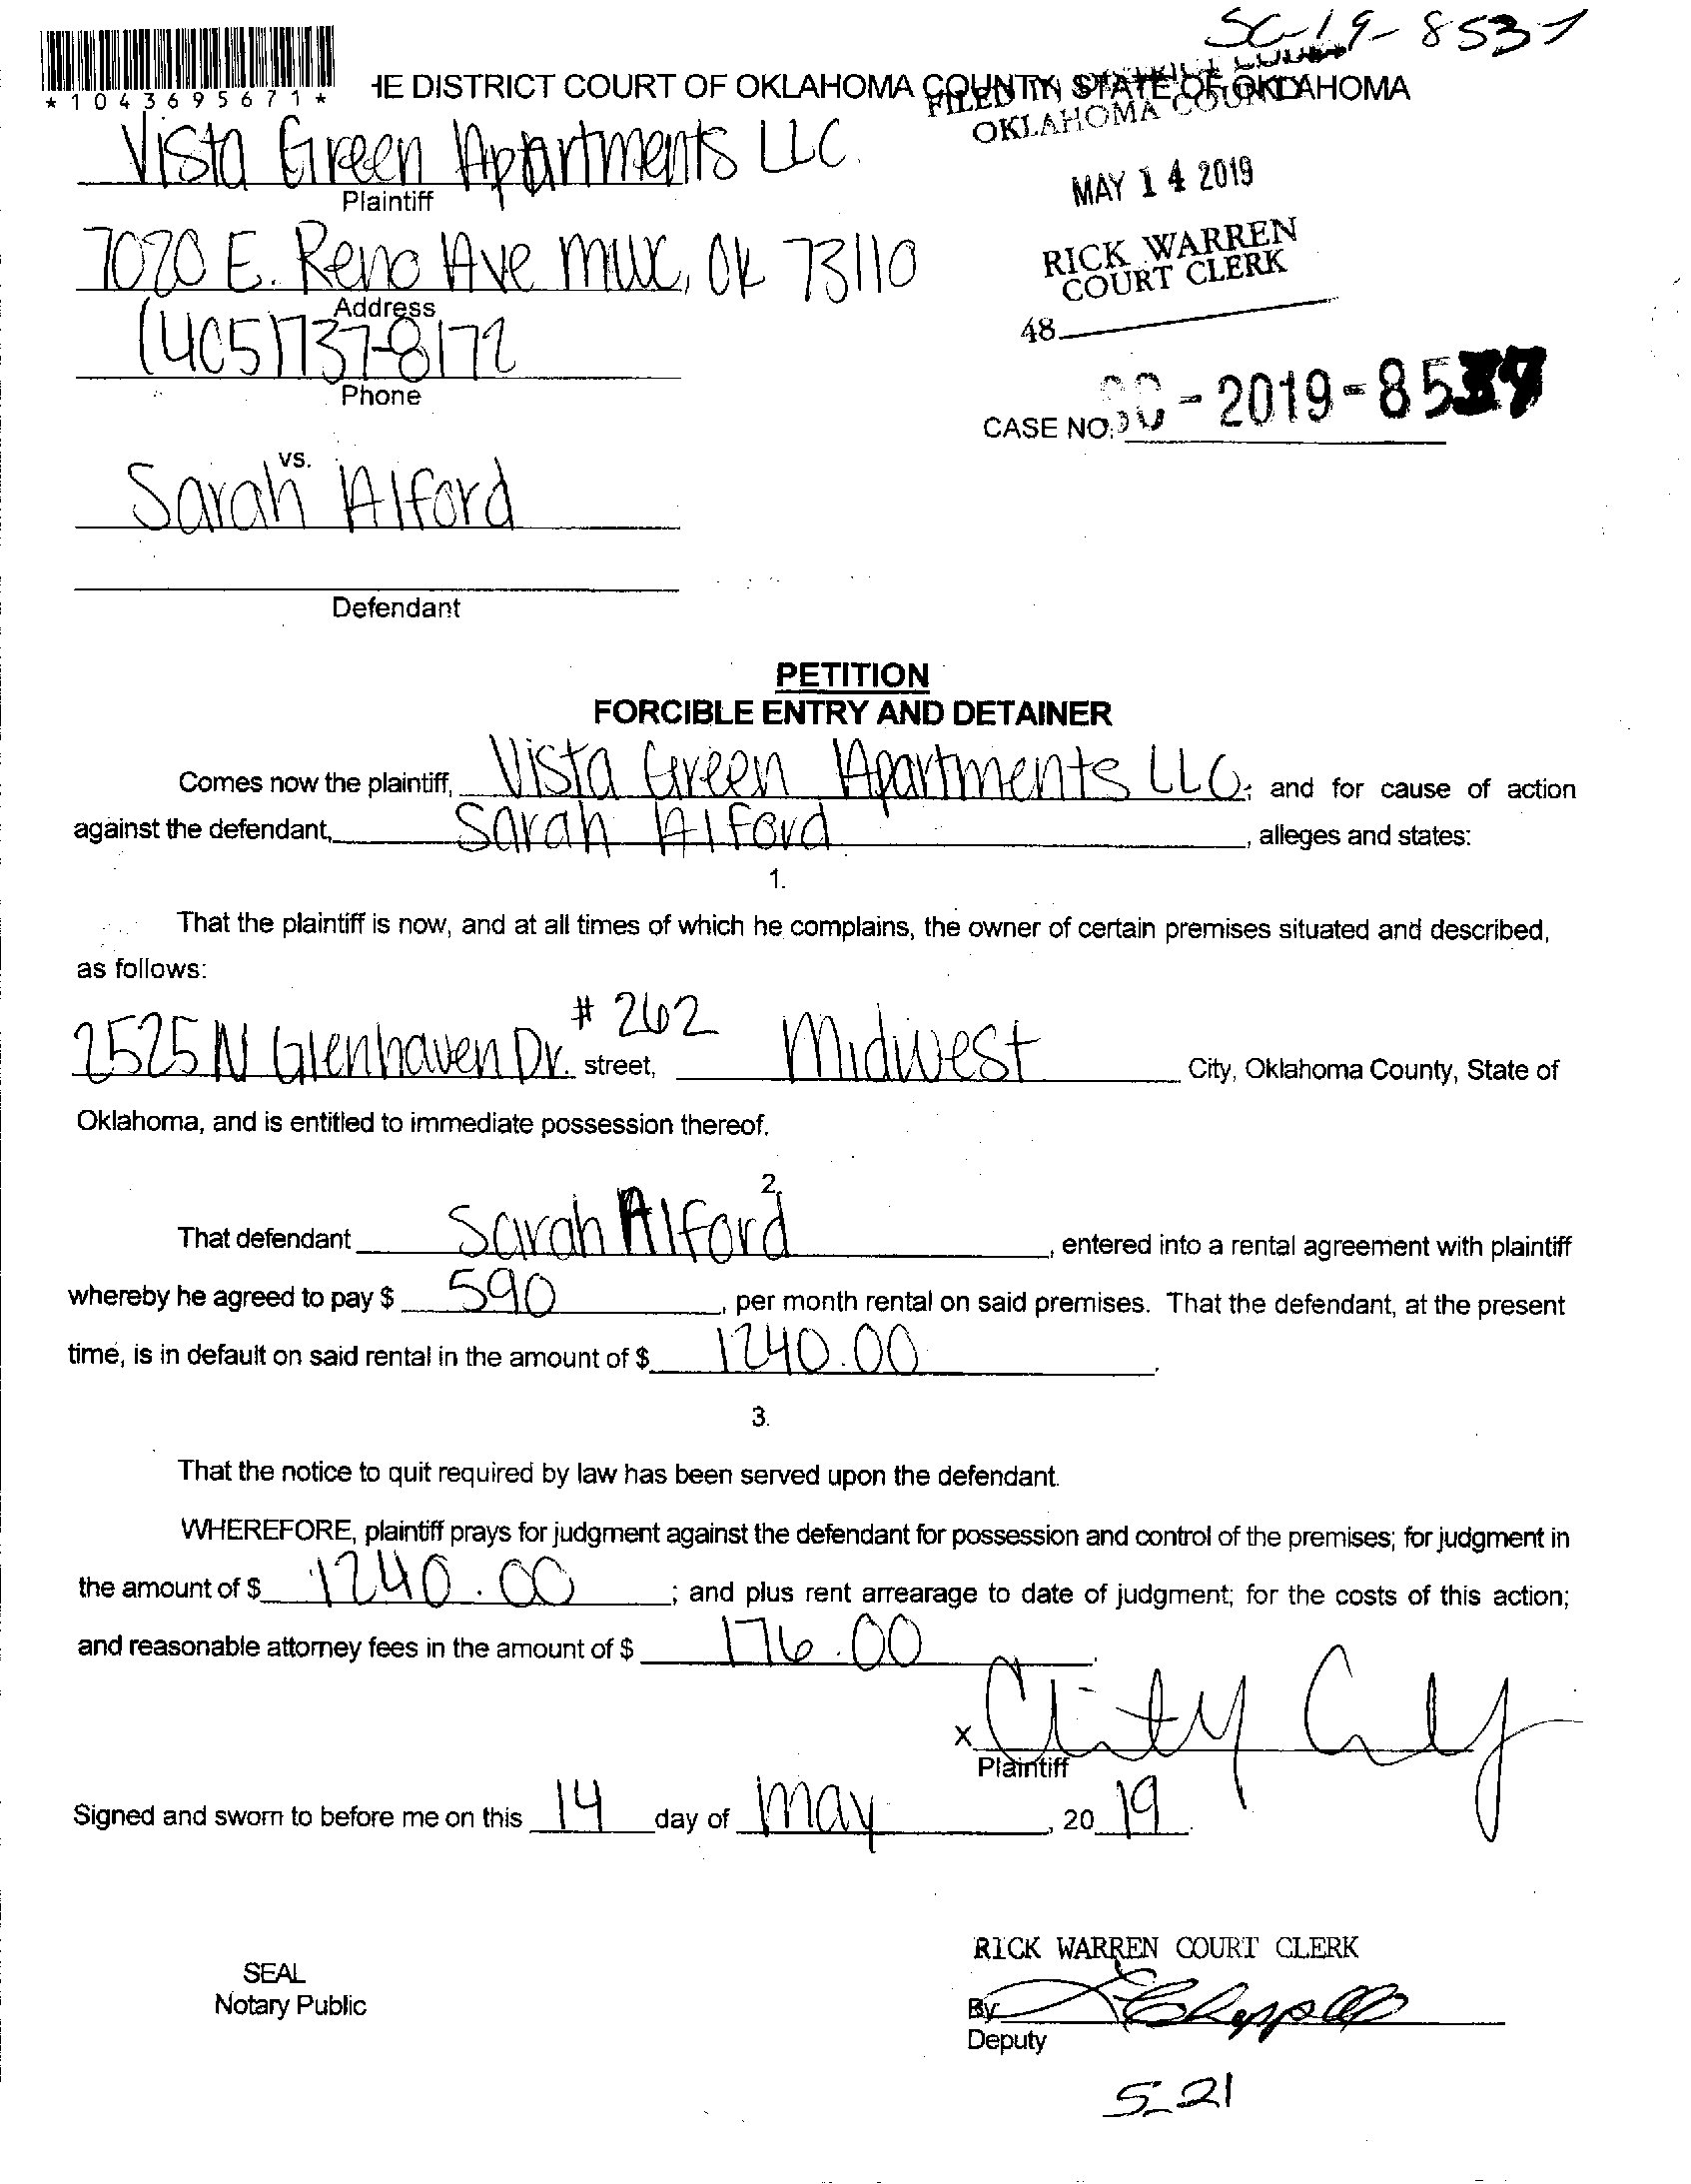 SC-19-8537
*1043695671*
HE DISTRICT COURT OF OKLAHOMA COUNTY, STATE OF OKLAHOMA
FILED IN DISTRICT COURT
OKLAHOMA COUNTY
Vista Green Apartments LLC.
Plaintiff
MAY 14 2019
7020 E. Reno Ave MWC, OK 73110
Address
RICK WARREN
COURT CLERK
(405)737-8172
Phone
48
CASE NO. SC-2019-8537
vs.
Sarah Alford
Defendant
PETITION
FORCIBLE ENTRY AND DETAINER
Comes now the plaintiff, Vista Green Apartments LLC; and for cause of action
against the defendant, Sarah Alford, alleges and states:
1.
That the plaintiff is now, and at all times of which he complains, the owner of certain premises situated and described,
as follows:
2525 N Glenhaven Dr. #262 street, Midwest City, Oklahoma County, State of
Oklahoma, and is entitled to immediate possession thereof.
2.
That defendant Sarah Alford, entered into a rental agreement with plaintiff
whereby he agreed to pay $ 590, per month rental on said premises. That the defendant, at the present
time, is in default on said rental in the amount of $ 1240.00.
3.
That the notice to quit required by law has been served upon the defendant.
WHEREFORE, plaintiff prays for judgment against the defendant for possession and control of the premises; for judgment in
the amount of $ 1240.00; and plus rent arrearage to date of judgment; for the costs of this action;
and reasonable attorney fees in the amount of $ 176.00.
X
Plaintiff
Signed and sworn to before me on this 14 day of May, 2019.
RICK WARREN COURT CLERK
SEAL
Notary Public
By
Deputy
5-21